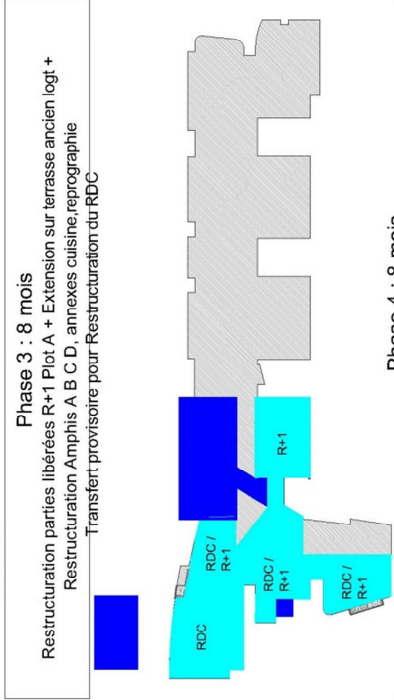 Phase 3 : 8 mois
Restructuration parties libérées R+1 Plot A + Extension sur terrasse ancien logt +
Restructuration Amphis A B C D, annexes cuisine,reprographie
Transfert provisoire pour Restructuration du RDC
RDC
RDC /
R+1
RDC /
R+1
RDC /
R+1
R+1
Phase 4 : 8 mois